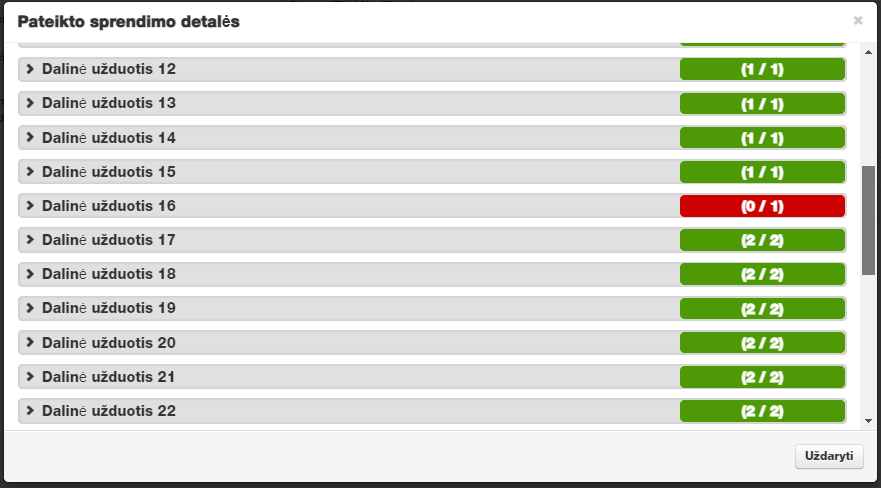 Pateikto sprendimo detalės
×
Dalinė užduotis 12 (1 / 1)
Dalinė užduotis 13 (1 / 1)
Dalinė užduotis 14 (1 / 1)
Dalinė užduotis 15 (1 / 1)
Dalinė užduotis 16 (0 / 1)
Dalinė užduotis 17 (2 / 2)
Dalinė užduotis 18 (2 / 2)
Dalinė užduotis 19 (2 / 2)
Dalinė užduotis 20 (2 / 2)
Dalinė užduotis 21 (2 / 2)
Dalinė užduotis 22 (2 / 2)
Uždaryti